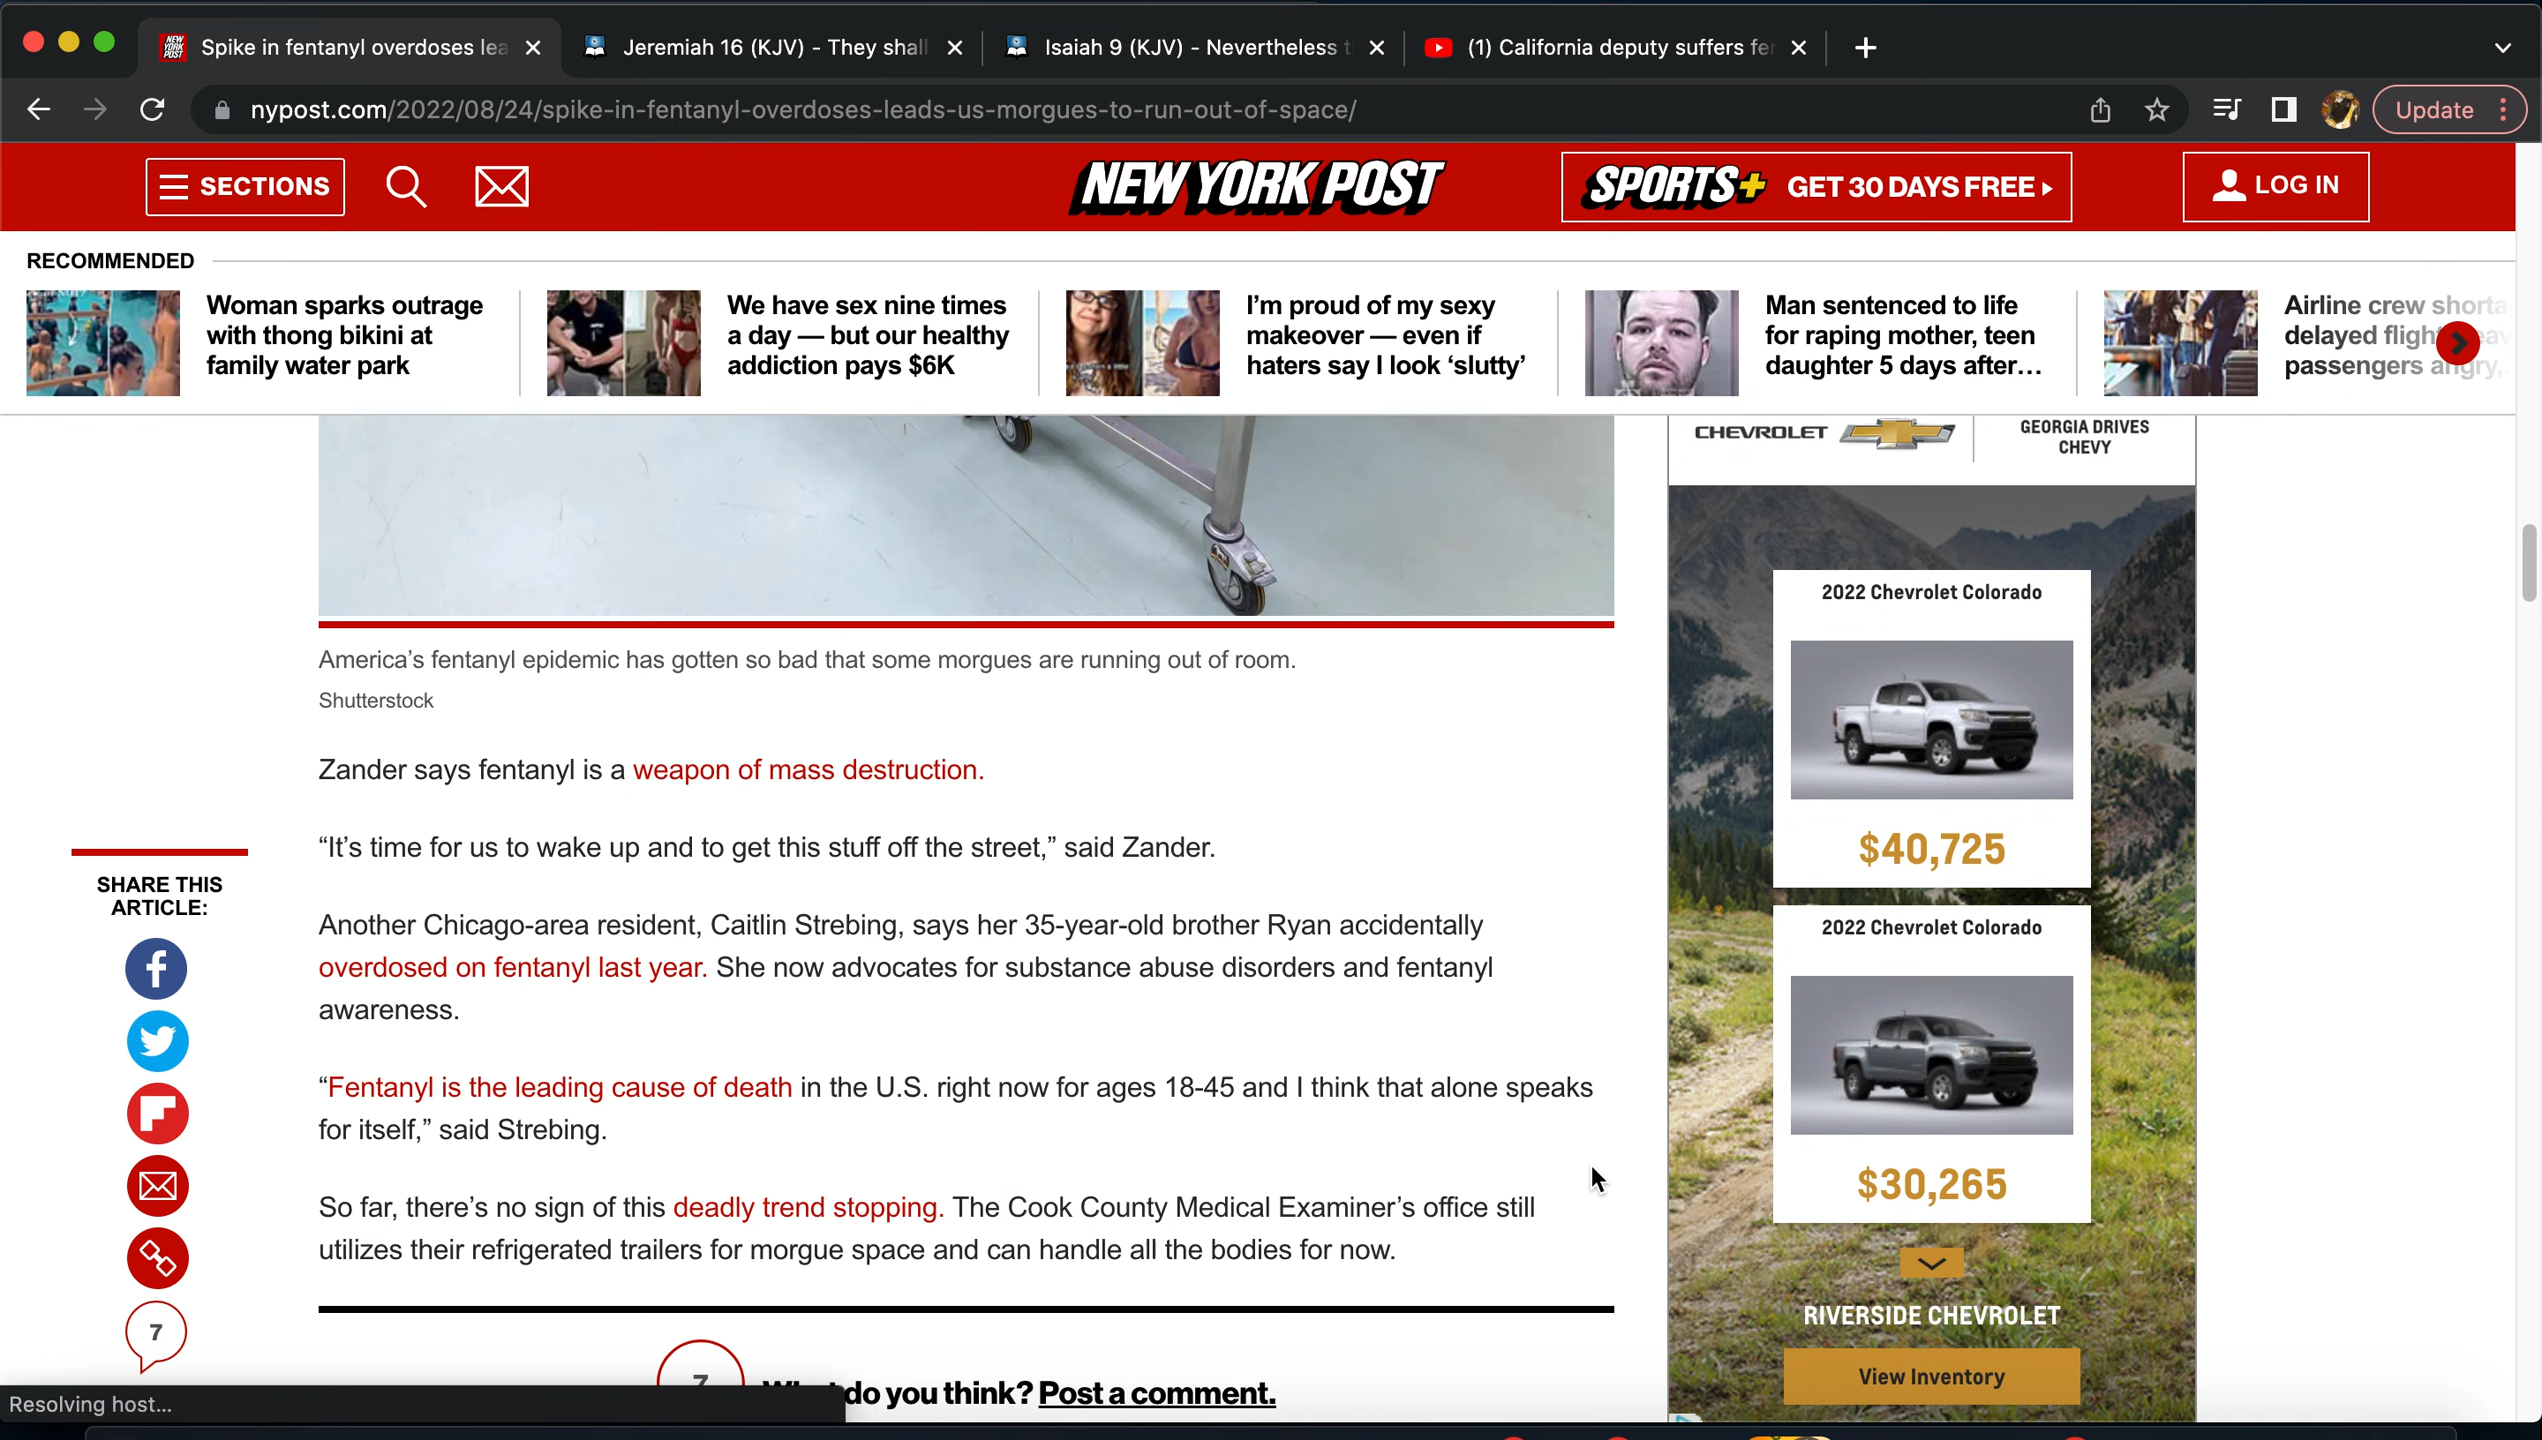 Spike in fentanyl overdoses lea
Jeremiah 16 (KJV) - They shall
Isaiah 9 (KJV) - Nevertheless t
(1) California deputy suffers fe
nypost.com/2022/08/24/spike-in-fentanyl-overdoses-leads-us-morgues-to-run-out-of-space/
Update
SECTIONS
NEW YORK POST
SPORTS+ GET 30 DAYS FREE
LOG IN
RECOMMENDED
Woman sparks outrage
with thong bikini at
family water park
We have sex nine times
a day — but our healthy
addiction pays $6K
I’m proud of my sexy
makeover — even if
haters say I look ‘slutty’
Man sentenced to life
for raping mother, teen
daughter 5 days after…
Airline crew shorta
delayed fligh
passengers angry,
CHEVROLET
GEORGIA DRIVES
CHEVY
America’s fentanyl epidemic has gotten so bad that some morgues are running out of room.
Shutterstock
Zander says fentanyl is a weapon of mass destruction.
“It’s time for us to wake up and to get this stuff off the street,” said Zander.
Another Chicago-area resident, Caitlin Strebing, says her 35-year-old brother Ryan accidentally
overdosed on fentanyl last year. She now advocates for substance abuse disorders and fentanyl
awareness.
“Fentanyl is the leading cause of death in the U.S. right now for ages 18-45 and I think that alone speaks
for itself,” said Strebing.
So far, there’s no sign of this deadly trend stopping. The Cook County Medical Examiner’s office still
utilizes their refrigerated trailers for morgue space and can handle all the bodies for now.
SHARE THIS
ARTICLE:
7
7
do you think? Post a comment.
2022 Chevrolet Colorado
$40,725
2022 Chevrolet Colorado
$30,265
RIVERSIDE CHEVROLET
View Inventory
Resolving host...